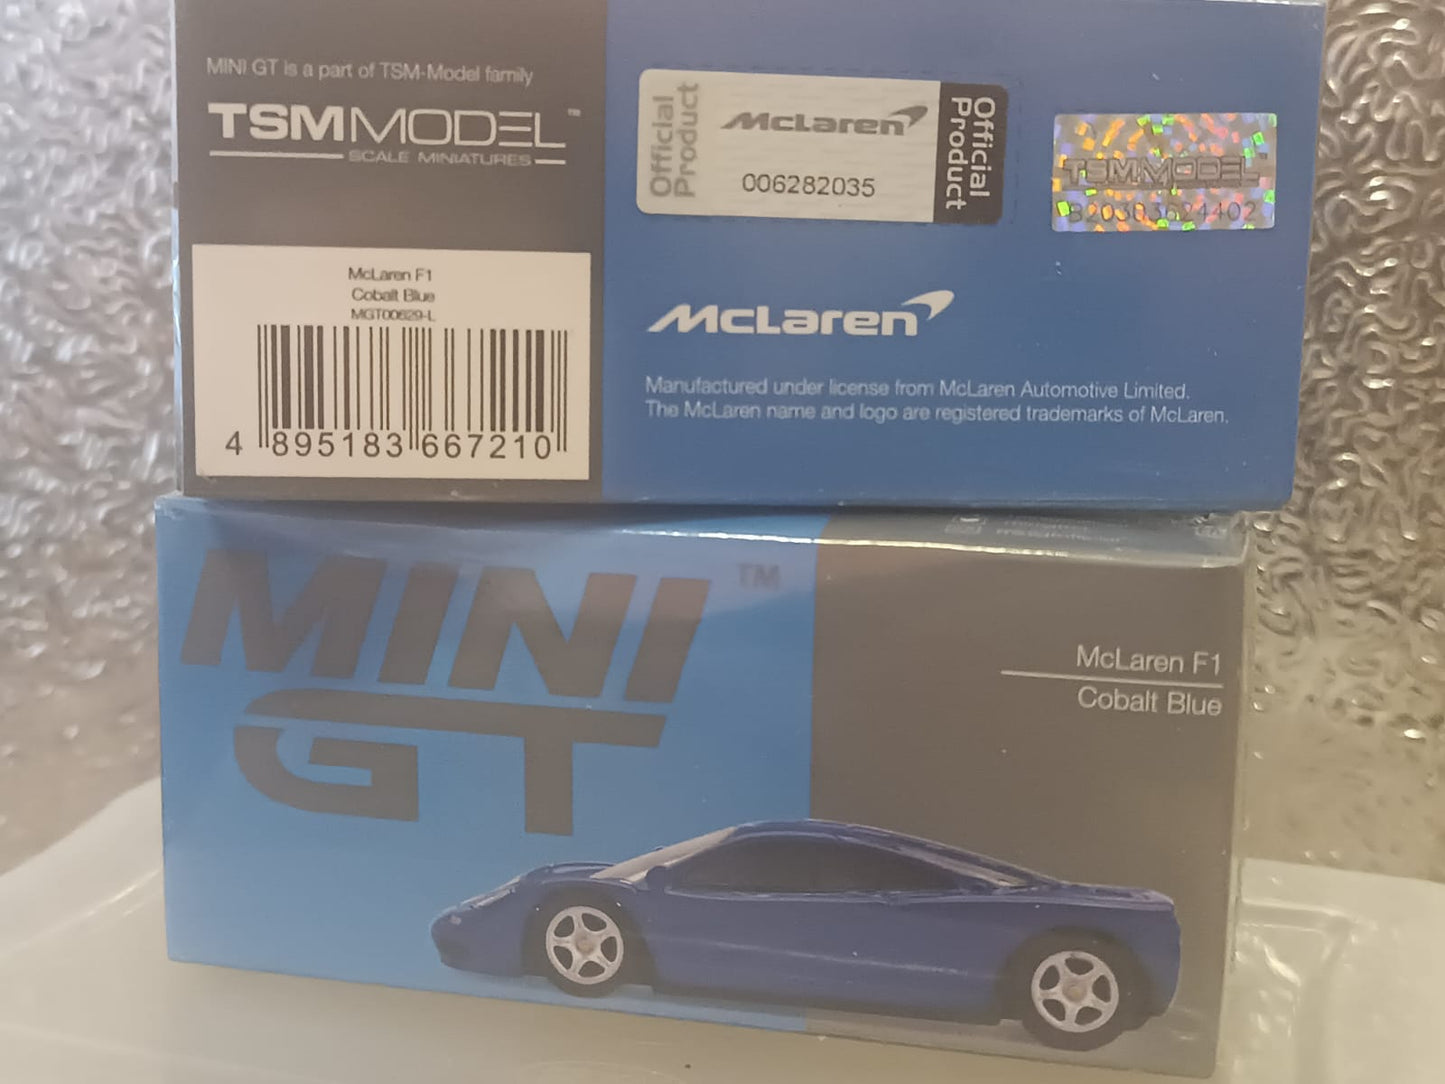 MINI GT is a part of TSM-Model family
TSMMODEL™
SCALE MINIATURES
McLaren F1
Cobalt Blue
MGT00629-L
4 895183 667210
Official Product
McLaren
006282035
Official Product
TSMMODEL
McLaren
Manufactured under license from McLaren Automotive Limited.
The McLaren name and logo are registered trademarks of McLaren.
MINI GT™
McLaren F1
Cobalt Blue